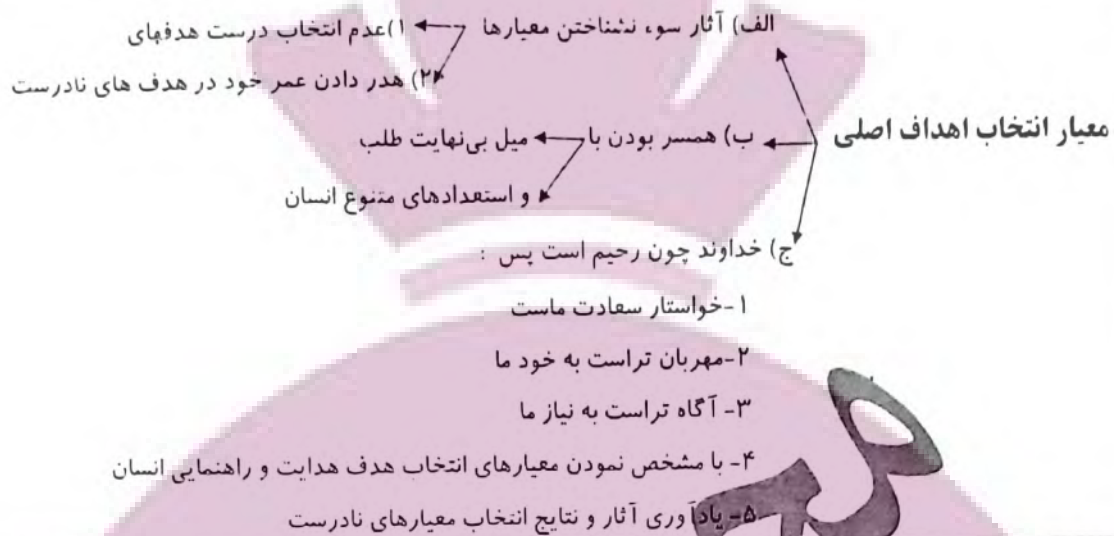 الف) آثار سوء نشناختن معیارها ۱)عدم انتخاب درست هدفهای
۲) هدر دادن عمر خود در هدف های نادرست
معیار انتخاب اهداف اصلی
ب) همسر بودن با میل بی‌نهایت طلب
و استعدادهای متنوع انسان
ج) خداوند چون رحیم است پس :
۱-خواستار سعادت ماست
۲-مهربان تراست به خود ما
۳- آگاه تراست به نیاز ما
۴- با مشخص نمودن معیارهای انتخاب هدف هدایت و راهنمایی انسان
۵- یادآوری آثار و نتایج انتخاب معیارهای نادرست